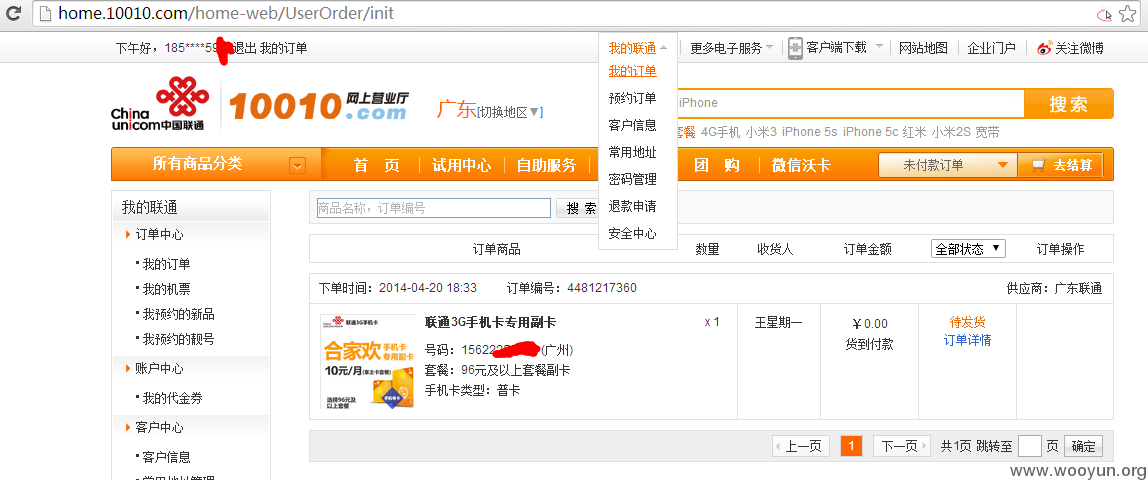 home.10010.com/home-web/UserOrder/init
下午好，185****59 退出 我的订单
我的联通 更多电子服务 客户端下载 网站地图 企业门户 关注微博
我的订单
预约订单
客户信息
常用地址
密码管理
退款申请
安全中心
China unicom中国联通 10010.com 网上营业厅 广东[切换地区▼]
iPhone 搜 索
套餐 4G手机 小米3 iPhone 5s iPhone 5c 红米 小米2S 宽带
所有商品分类 首 页 试用中心 自助服务 团 购 微信沃卡 未付款订单 去结算
我的联通
订单中心
我的订单
我的机票
我预约的新品
我预约的靓号
账户中心
我的代金券
客户中心
客户信息
常用地址管理
商品名称，订单编号 搜 索
订单商品 数量 收货人 订单金额 全部状态 ▼ 订单操作
下单时间：2014-04-20 18:33 订单编号：4481217360 供应商：广东联通
联通3G手机卡
合家欢 手机卡专用副卡
10元/月(享主卡套餐)
选择96元及以上套餐
联通3G手机卡专用副卡
号码：156222 (广州)
套餐：96元及以上套餐副卡
手机卡类型：普卡
x 1
王星期一
￥0.00
货到付款
待发货
订单详情
上一页 1 下一页 共1页 跳转至 页 确定
www.wooyun.org